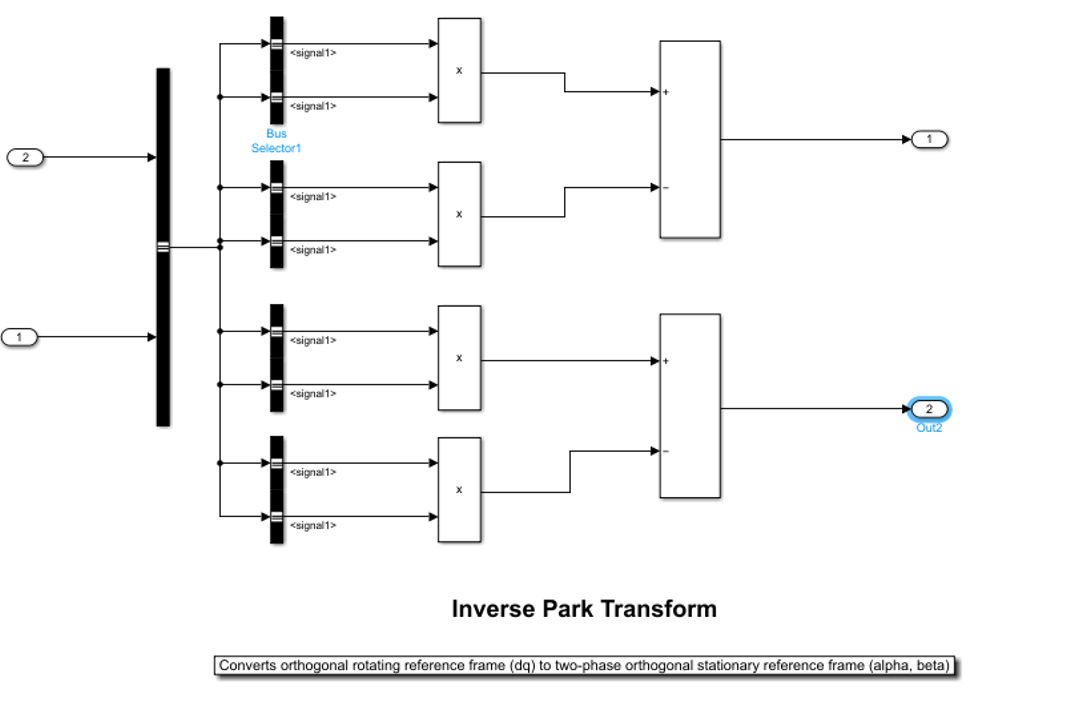 <signal1>
x
<signal1>
+
Bus
Selector1
1
2
<signal1>
−
x
<signal1>
<signal1>
1
x
+
<signal1>
2
Out2
<signal1>
−
x
<signal1>
Inverse Park Transform
Converts orthogonal rotating reference frame (dq) to two-phase orthogonal stationary reference frame (alpha, beta)